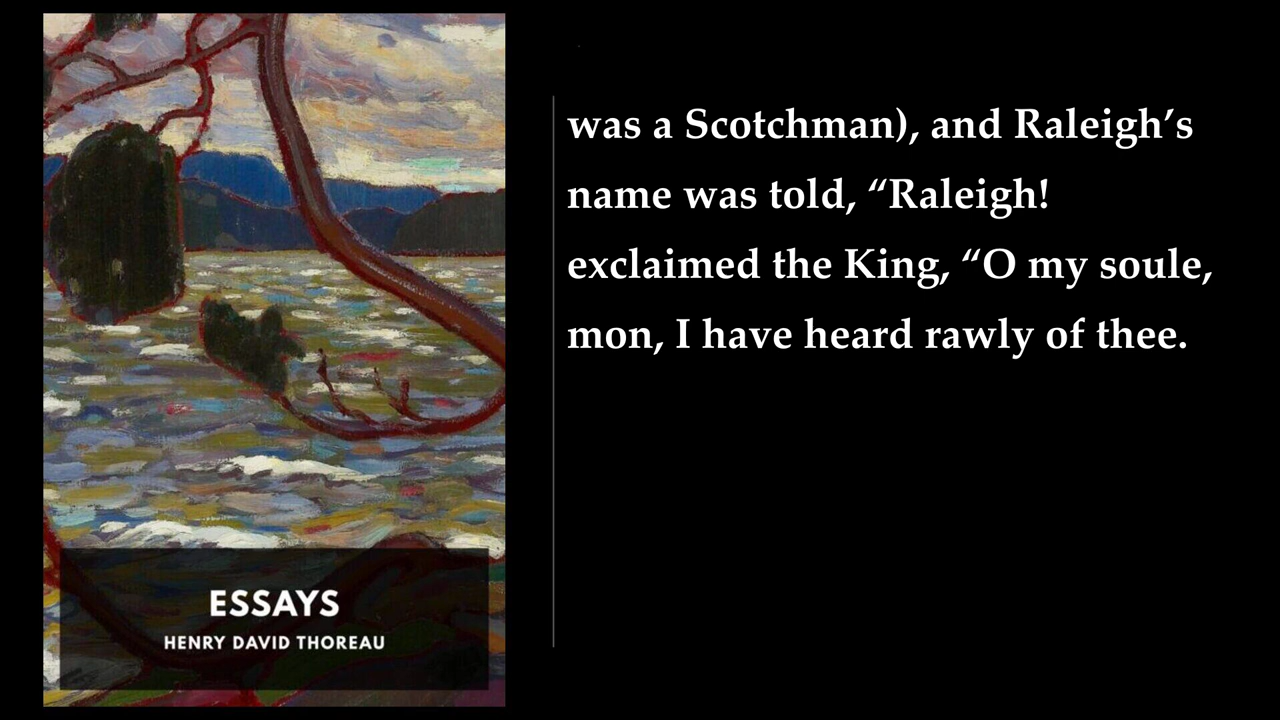 ESSAYS
HENRY DAVID THOREAU
was a Scotchman), and Raleigh’s
name was told, “Raleigh!
exclaimed the King, “O my soule,
mon, I have heard rawly of thee.